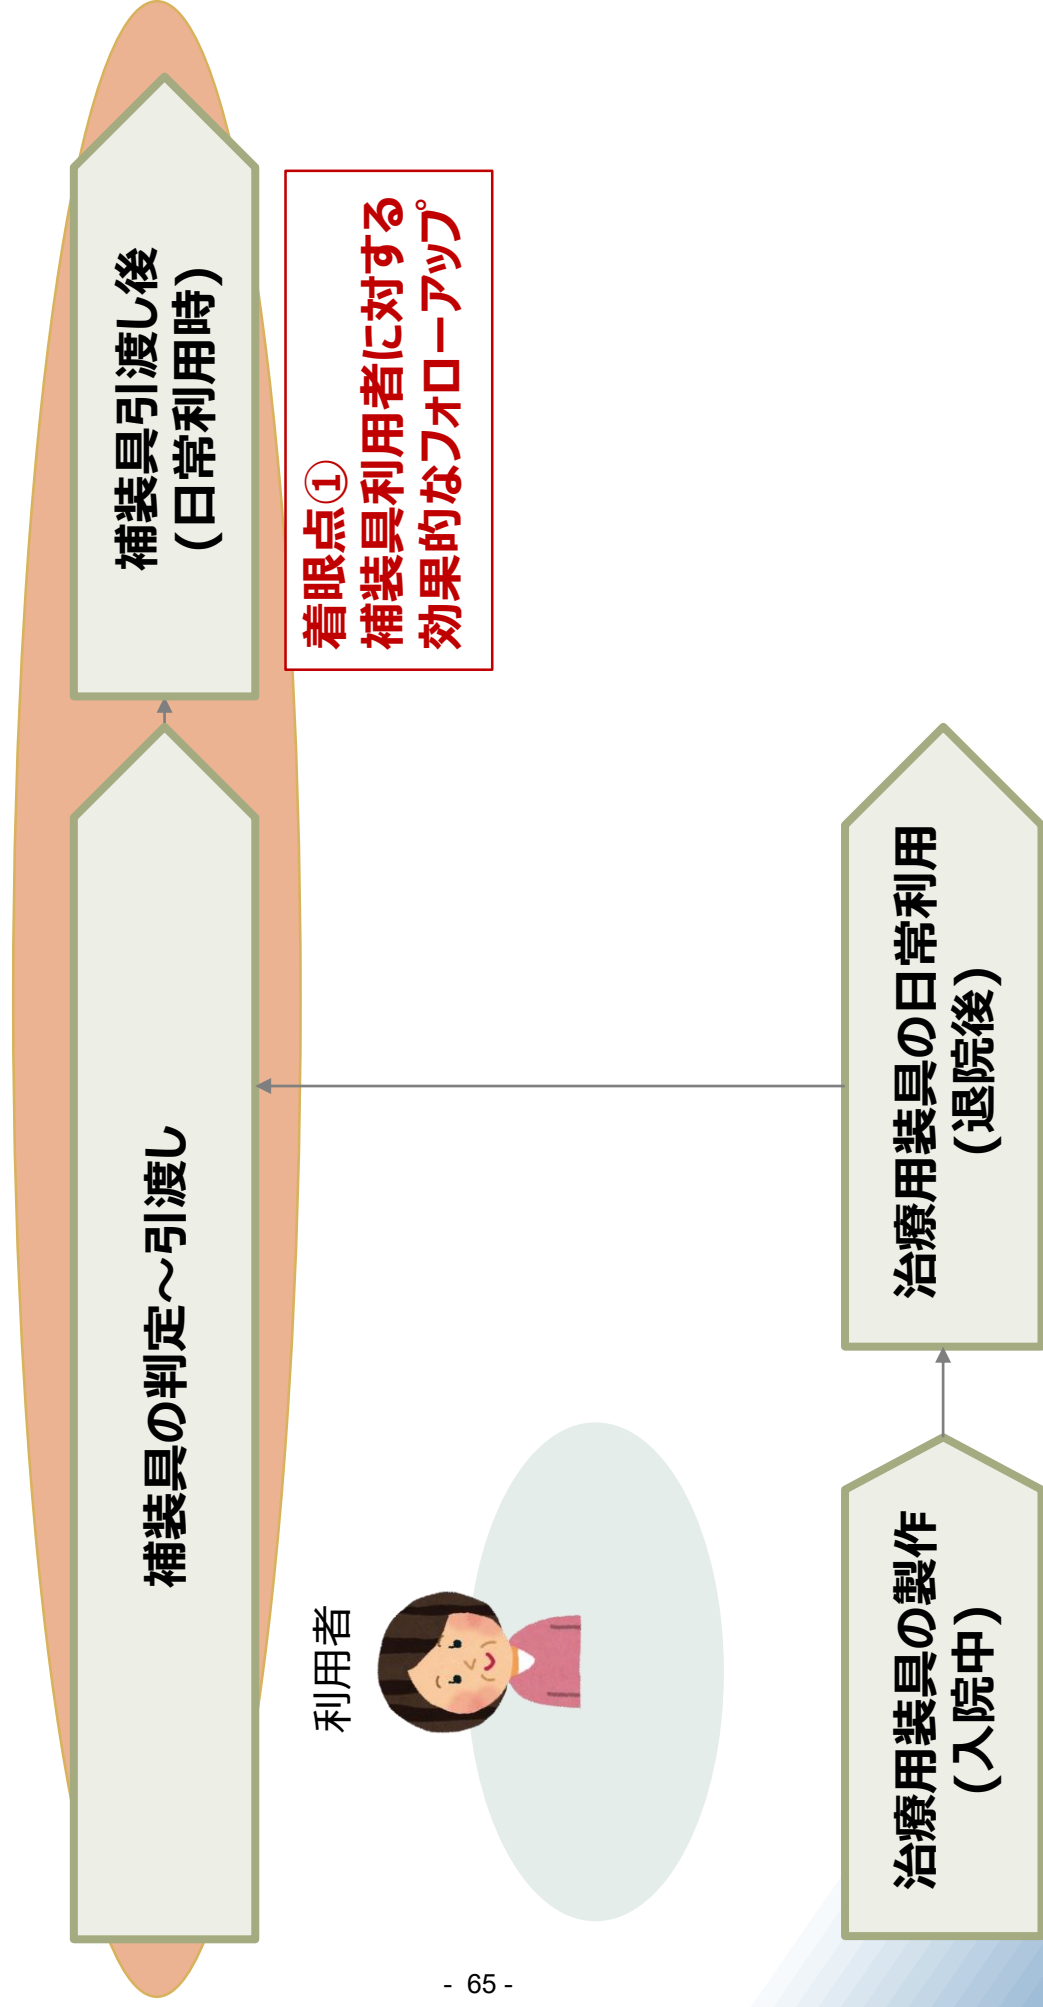 補装具の判定～引渡し
補装具引渡し後
（日常利用時）
着眼点①
補装具利用者に対する
効果的なフォローアップ
利用者
治療用装具の製作
（入院中）
治療用装具の日常利用
（退院後）
- 65 -